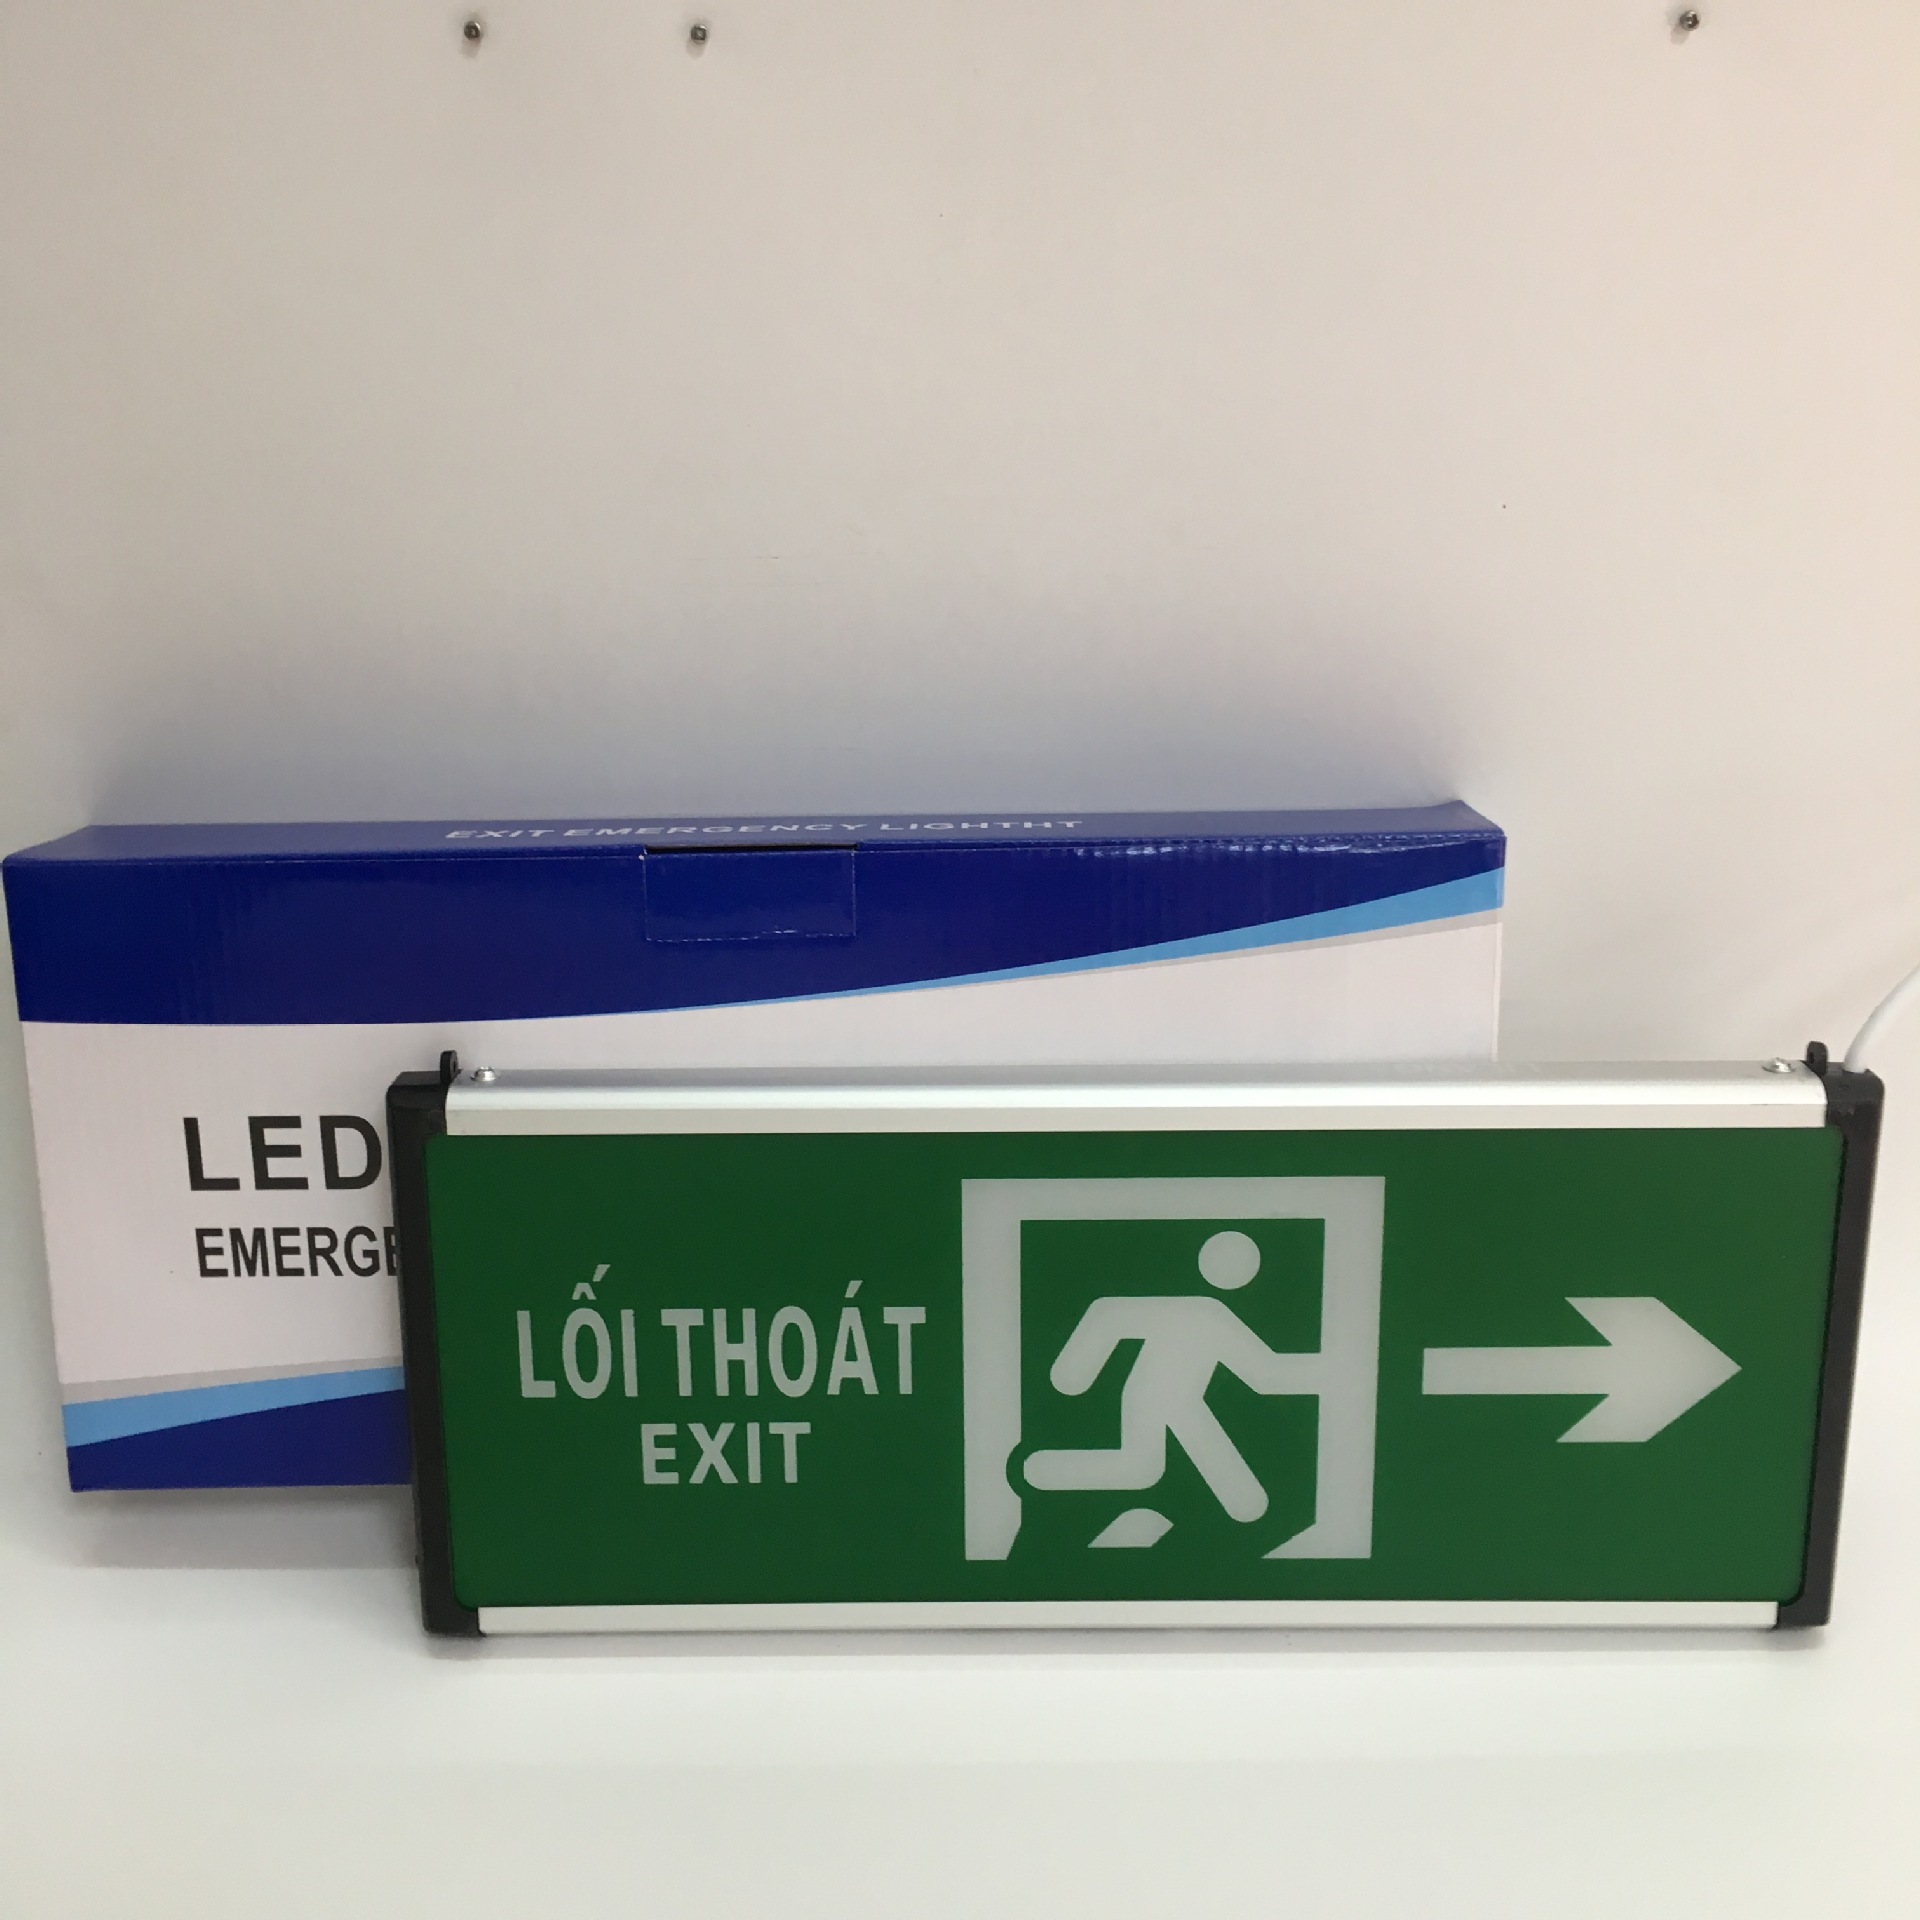 EXIT EMERGENCY LIGHTHT
LED
EMERGE
LỐI THOÁT
EXIT